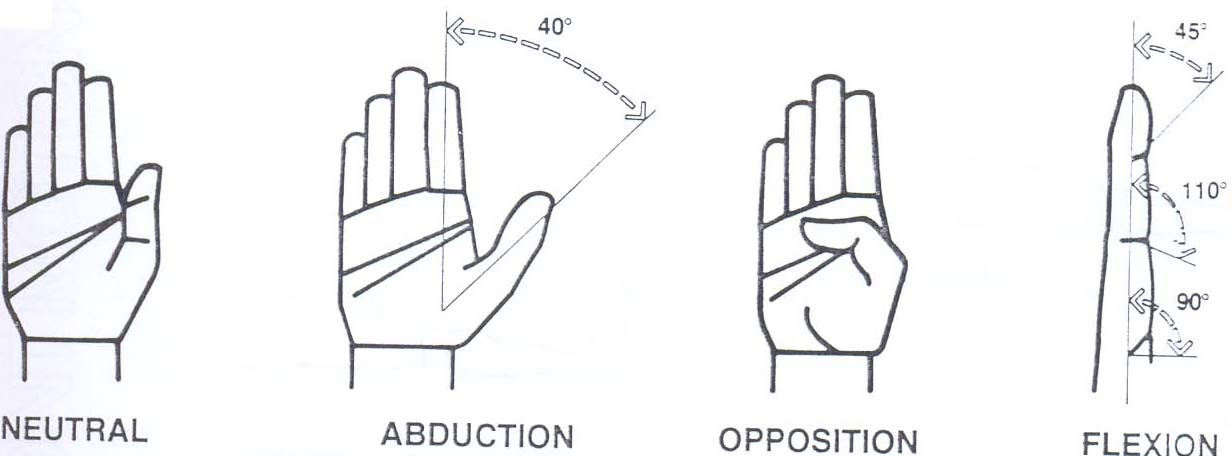 40°
45°
110°
90°
NEUTRAL
ABDUCTION
OPPOSITION
FLEXION